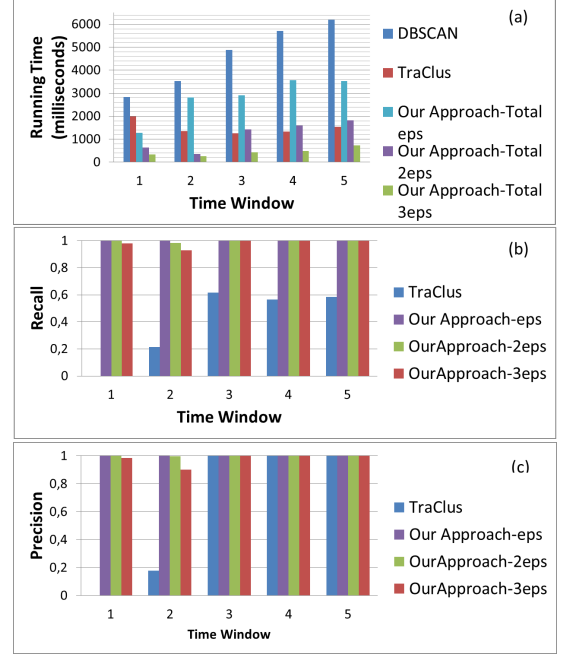 (a)
Running Time
(milliseconds)
6000
5000
4000
3000
2000
1000
0
1 2 3 4 5
Time Window
DBSCAN
TraClus
Our Approach-Total
eps
Our Approach-Total
2eps
Our Approach-Total
3eps
(b)
Recall
1
0,8
0,6
0,4
0,2
0
1 2 3 4 5
Time Window
TraClus
Our Approach-eps
OurApproach-2eps
OurApproach-3eps
(c)
Precision
1
0,8
0,6
0,4
0,2
0
1 2 3 4 5
Time Window
TraClus
Our Approach-eps
OurApproach-2eps
OurApproach-3eps